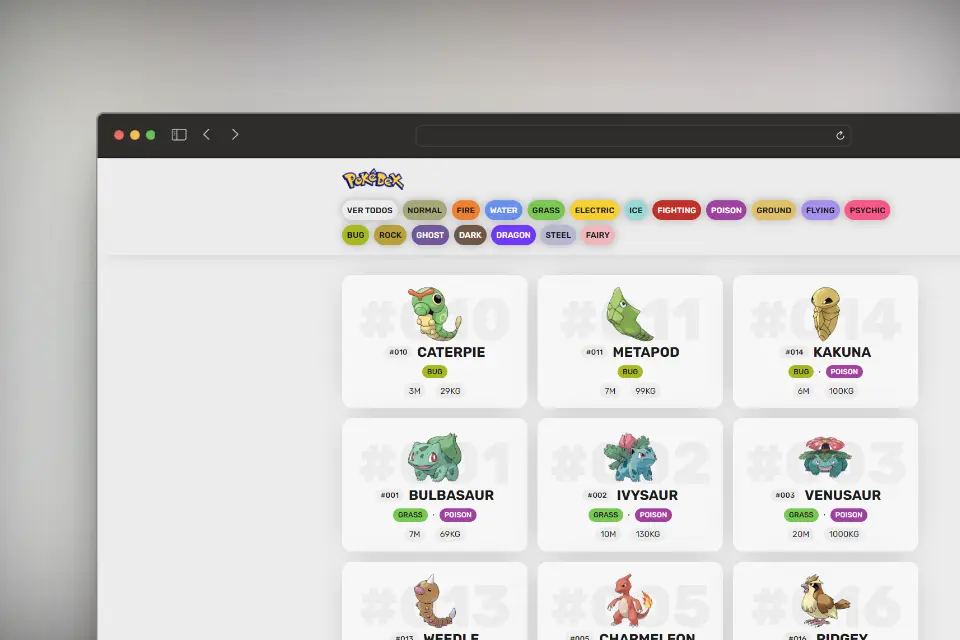 POKéDEX
VER TODOS NORMAL FIRE WATER GRASS ELECTRIC ICE FIGHTING POISON GROUND FLYING PSYCHIC
BUG ROCK GHOST DARK DRAGON STEEL FAIRY
#010
#010 CATERPIE
BUG
3M 29KG
#011
#011 METAPOD
BUG
7M 99KG
#014
#014 KAKUNA
BUG · POISON
6M 100KG
#001
#001 BULBASAUR
GRASS · POISON
7M 69KG
#002
#002 IVYSAUR
GRASS · POISON
10M 130KG
#003
#003 VENUSAUR
GRASS · POISON
20M 1000KG
#013
#013 WEEDLE
#005
#005 CHARMELEON
#016
#016 PIDGEY